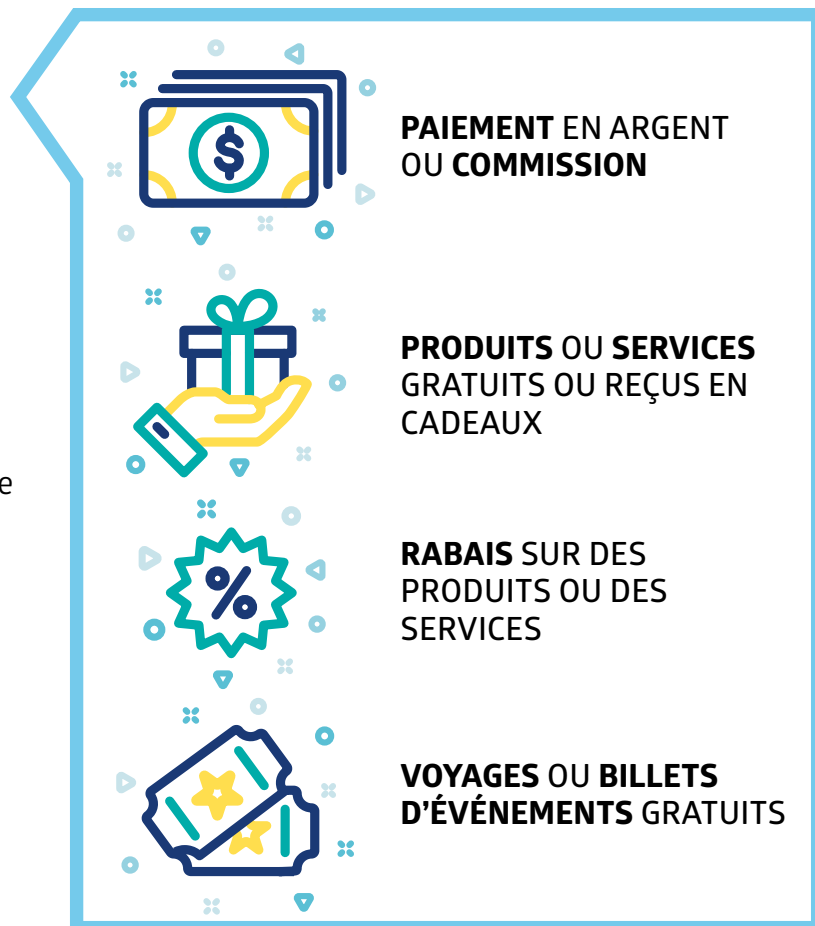 PAIEMENT EN ARGENT
OU COMMISSION
PRODUITS OU SERVICES
GRATUITS OU REÇUS EN
CADEAUX
e
RABAIS SUR DES
PRODUITS OU DES
SERVICES
VOYAGES OU BILLETS
D’ÉVÉNEMENTS GRATUITS